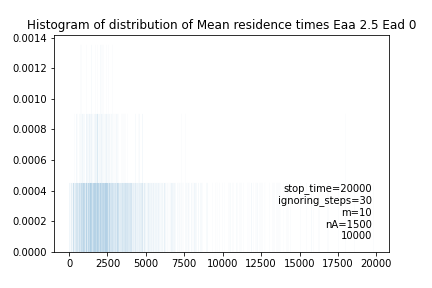 Histogram of distribution of Mean residence times Eaa 2.5 Ead 0
0.0014
0.0012
0.0010
0.0008
0.0006
0.0004
0.0002
0.0000
stop_time=20000
ignoring_steps=30
m=10
nA=1500
10000
0 2500 5000 7500 10000 12500 15000 17500 20000